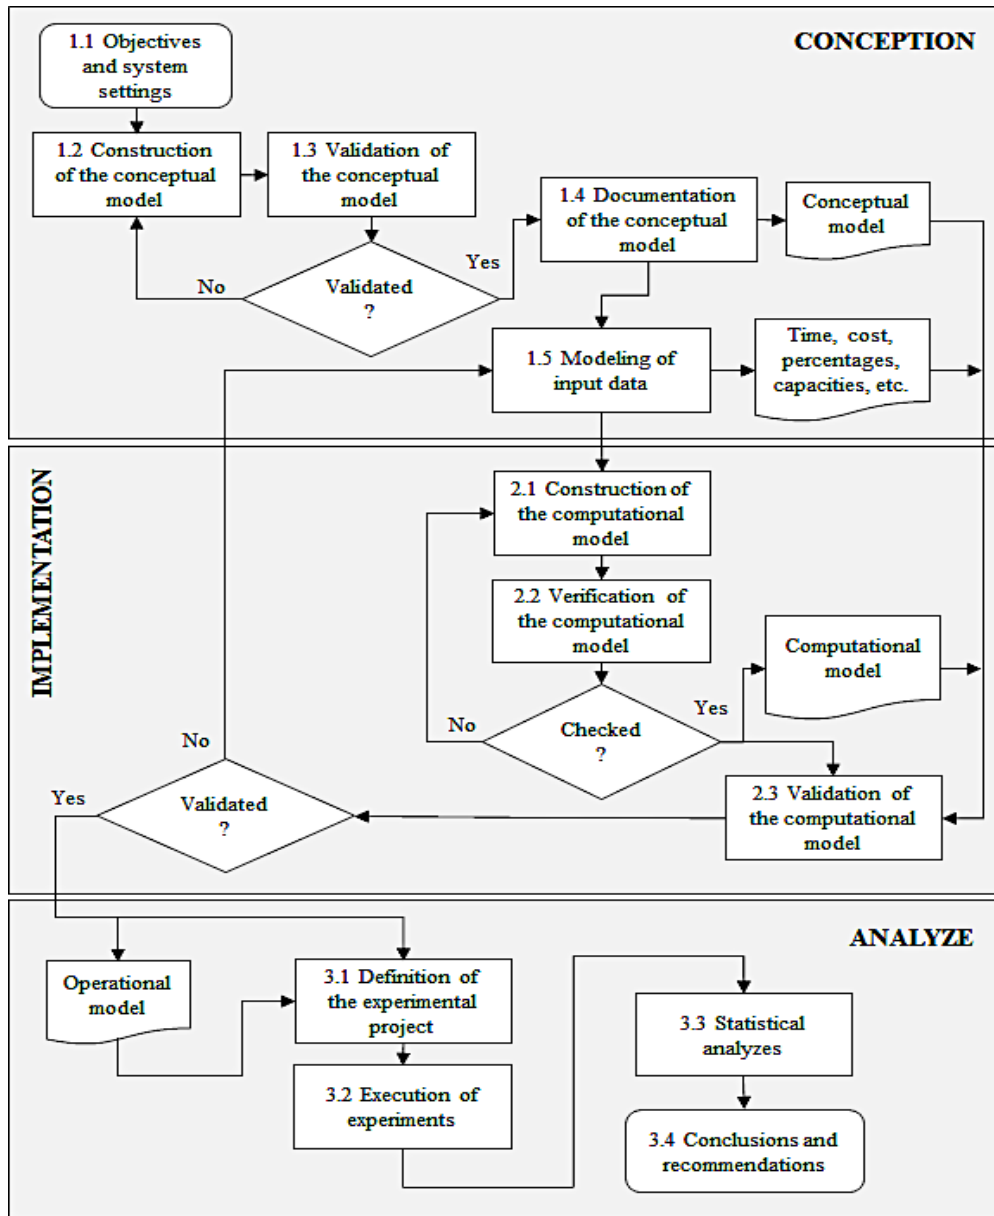 CONCEPTION
1.1 Objectives
and system
settings
1.2 Construction
of the conceptual
model
1.3 Validation of
the conceptual
model
1.4 Documentation
of the conceptual
model
Conceptual
model
Yes
No
Validated
?
1.5 Modeling of
input data
Time, cost,
percentages,
capacities, etc.
IMPLEMENTATION
2.1 Construction of
the computational
model
2.2 Verification of
the computational
model
Computational
model
No
Checked
?
Yes
No
Yes
Validated
?
2.3 Validation of
the computational
model
ANALYZE
Operational
model
3.1 Definition of
the experimental
project
3.2 Execution of
experiments
3.3 Statistical
analyzes
3.4 Conclusions and
recommendations